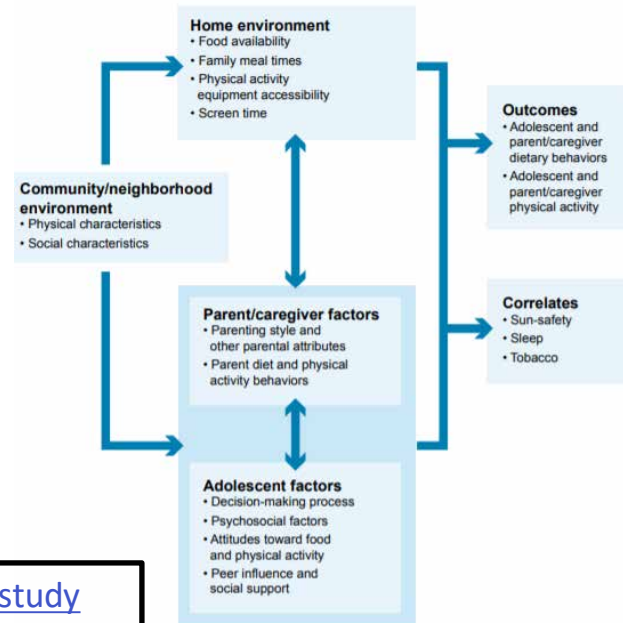 Home environment
• Food availability
• Family meal times
• Physical activity
equipment accessibility
• Screen time
Community/neighborhood
environment
• Physical characteristics
• Social characteristics
Parent/caregiver factors
• Parenting style and
other parental attributes
• Parent diet and physical
activity behaviors
Adolescent factors
• Decision-making process
• Psychosocial factors
• Attitudes toward food
and physical activity
• Peer influence and
social support
Outcomes
• Adolescent and
parent/caregiver
dietary behaviors
• Adolescent and
parent/caregiver
physical activity
Correlates
• Sun-safety
• Sleep
• Tobacco
study